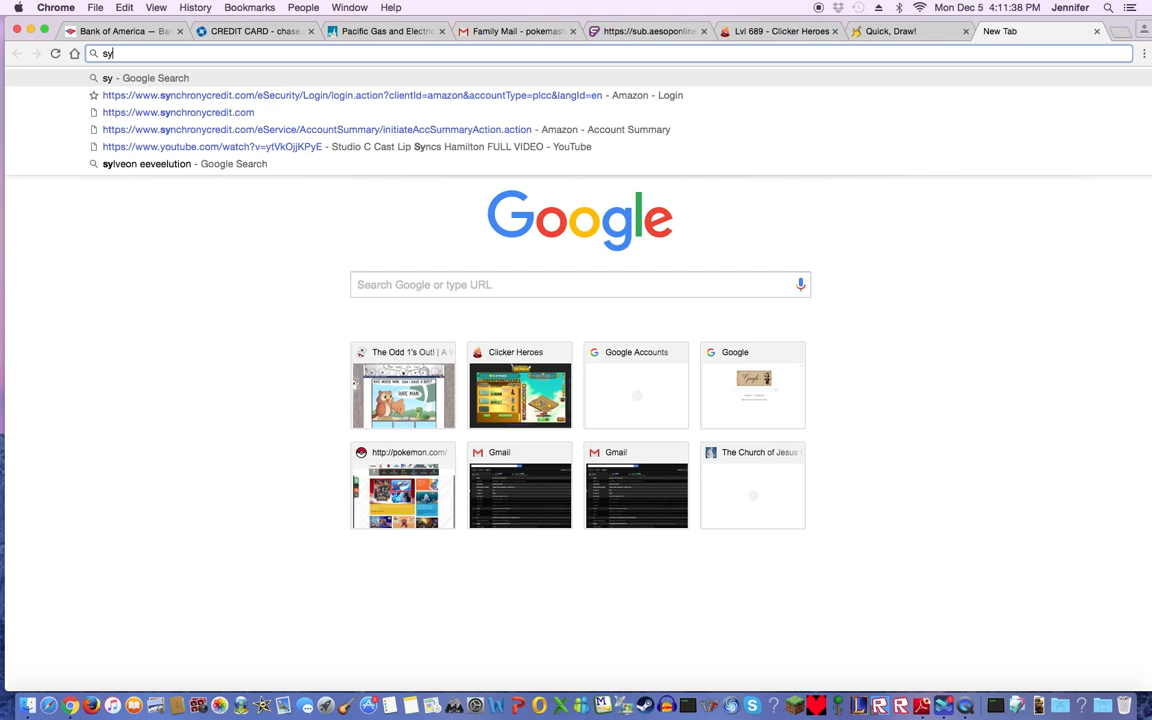 Chrome File Edit View History Bookmarks People Window Help Mon Dec 5 4:11:38 PM Jennifer
Bank of America — Ban CREDIT CARD - chase. Pacific Gas and Electric Family Mail - pokemast https://sub.aesoponline Lvl 689 - Clicker Heroes Quick, Draw! New Tab
sy
sy - Google Search
https://www.synchronycredit.com/eSecurity/Login/login.action?clientId=amazon&accountType=plcc&langId=en - Amazon - Login
https://www.synchronycredit.com
https://www.synchronycredit.com/eService/AccountSummary/initiateAccSummaryAction.action - Amazon - Account Summary
https://www.youtube.com/watch?v=ytVkOjjKPyE - Studio C Cast Lip Syncs Hamilton FULL VIDEO - YouTube
sylveon eeveelution - Google Search
Google
Search Google or type URL
The Odd 1's Out! | A W Clicker Heroes Google Accounts Google
SURE MAN.
http://pokemon.com/ Gmail Gmail The Church of Jesus C